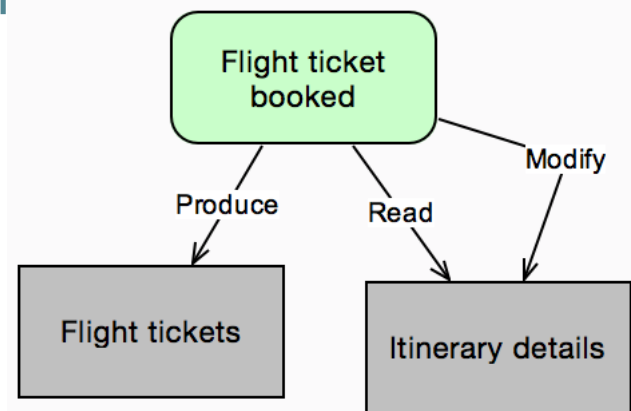 Flight ticket
booked
Modify
Produce
Read
Flight tickets
Itinerary details